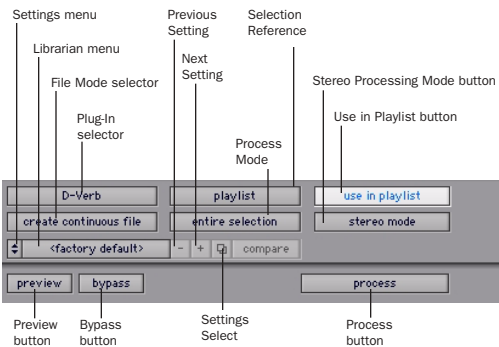 Settings menu
Previous
Setting
Selection
Reference
Librarian menu
Next
Setting
File Mode selector
Stereo Processing Mode button
Plug-In
selector
Use in Playlist button
Process
Mode
D-Verb
playlist
use in playlist
create continuous file
entire selection
stereo mode
<factory default>
-
+
compare
preview
bypass
process
Preview
button
Bypass
button
Settings
Select
Process
button